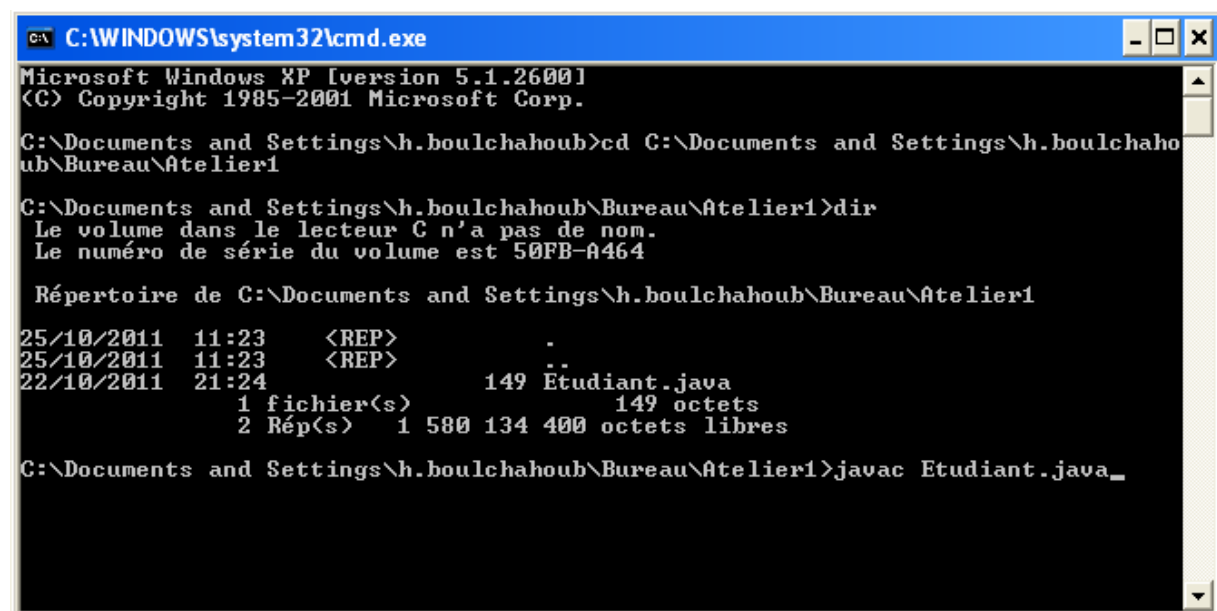 C:\WINDOWS\system32\cmd.exe
Microsoft Windows XP [version 5.1.2600]
(C) Copyright 1985-2001 Microsoft Corp.
C:\Documents and Settings\h.boulchahoub>cd C:\Documents and Settings\h.boulchaho
ub\Bureau\Atelier1
C:\Documents and Settings\h.boulchahoub\Bureau\Atelier1>dir
Le volume dans le lecteur C n'a pas de nom.
Le numéro de série du volume est 50FB-A464
Répertoire de C:\Documents and Settings\h.boulchahoub\Bureau\Atelier1
25/10/2011  11:23    <REP>          .
25/10/2011  11:23    <REP>          ..
22/10/2011  21:24               149 Etudiant.java
1 fichier(s)              149 octets
2 Rép(s)   1 580 134 400 octets libres
C:\Documents and Settings\h.boulchahoub\Bureau\Atelier1>javac Etudiant.java_